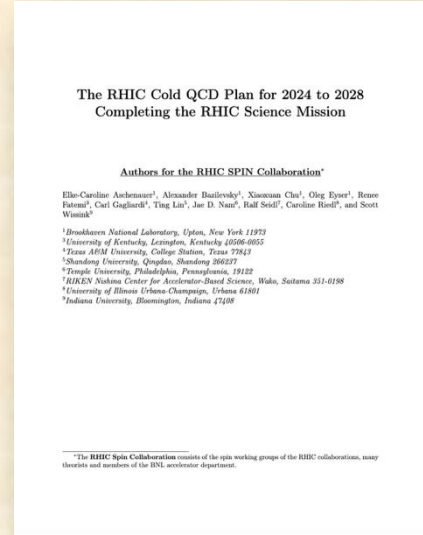 The RHIC Cold QCD Plan for 2024 to 2028
Completing the RHIC Science Mission
Authors for the RHIC SPIN Collaboration*
Elke-Caroline Aschenauer¹, Alexander Bazilevsky¹, Xiaoxuan Chu¹, Oleg Eyser¹, Renee
Fatemi³, Carl Gagliardi⁴, Ting Lin⁵, Jae D. Nam⁶, Ralf Seidl⁷, Caroline Riedl⁸, and Scott
Wissink⁹
¹Brookhaven National Laboratory, Upton, New York 11973
³University of Kentucky, Lexington, Kentucky 40506-0055
⁴Texas A&M University, College Station, Texas 77843
⁵Shandong University, Qingdao, Shandong 266237
⁶Temple University, Philadelphia, Pennsylvania, 19122
⁷RIKEN Nishina Center for Accelerator-Based Science, Wako, Saitama 351-0198
⁸University of Illinois Urbana-Champaign, Urbana 61801
⁹Indiana University, Bloomington, Indiana 47408
*The RHIC Spin Collaboration consists of the spin working groups of the RHIC collaborations, many
theorists and members of the BNL accelerator department.